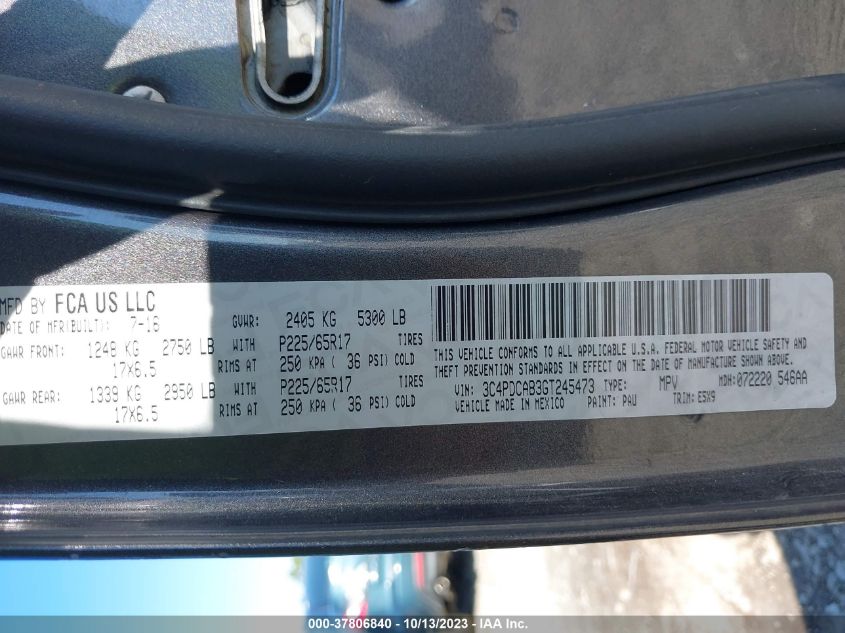 MFD BY FCA US LLC
DATE OF MFR(BUILT): 7-16 GVWR: 2405 KG 5300 LB
GAWR FRONT: 1248 KG 2750 LB WITH P225/65R17 TIRES
17X6.5 RIMS AT 250 KPA ( 36 PSI) COLD
GAWR REAR: 1339 KG 2950 LB WITH P225/65R17 TIRES
17X6.5 RIMS AT 250 KPA ( 36 PSI) COLD
THIS VEHICLE CONFORMS TO ALL APPLICABLE U.S.A. FEDERAL MOTOR VEHICLE SAFETY AND
THEFT PREVENTION STANDARDS IN EFFECT ON THE DATE OF MANUFACTURE SHOWN ABOVE.
VIN: 3C4PDCAB3GT245473 TYPE: MPV MDH: 072220 546AA
VEHICLE MADE IN MEXICO PAINT: PAU TRIM: E5X9
000-37806840 - 10/13/2023 - IAAI.com